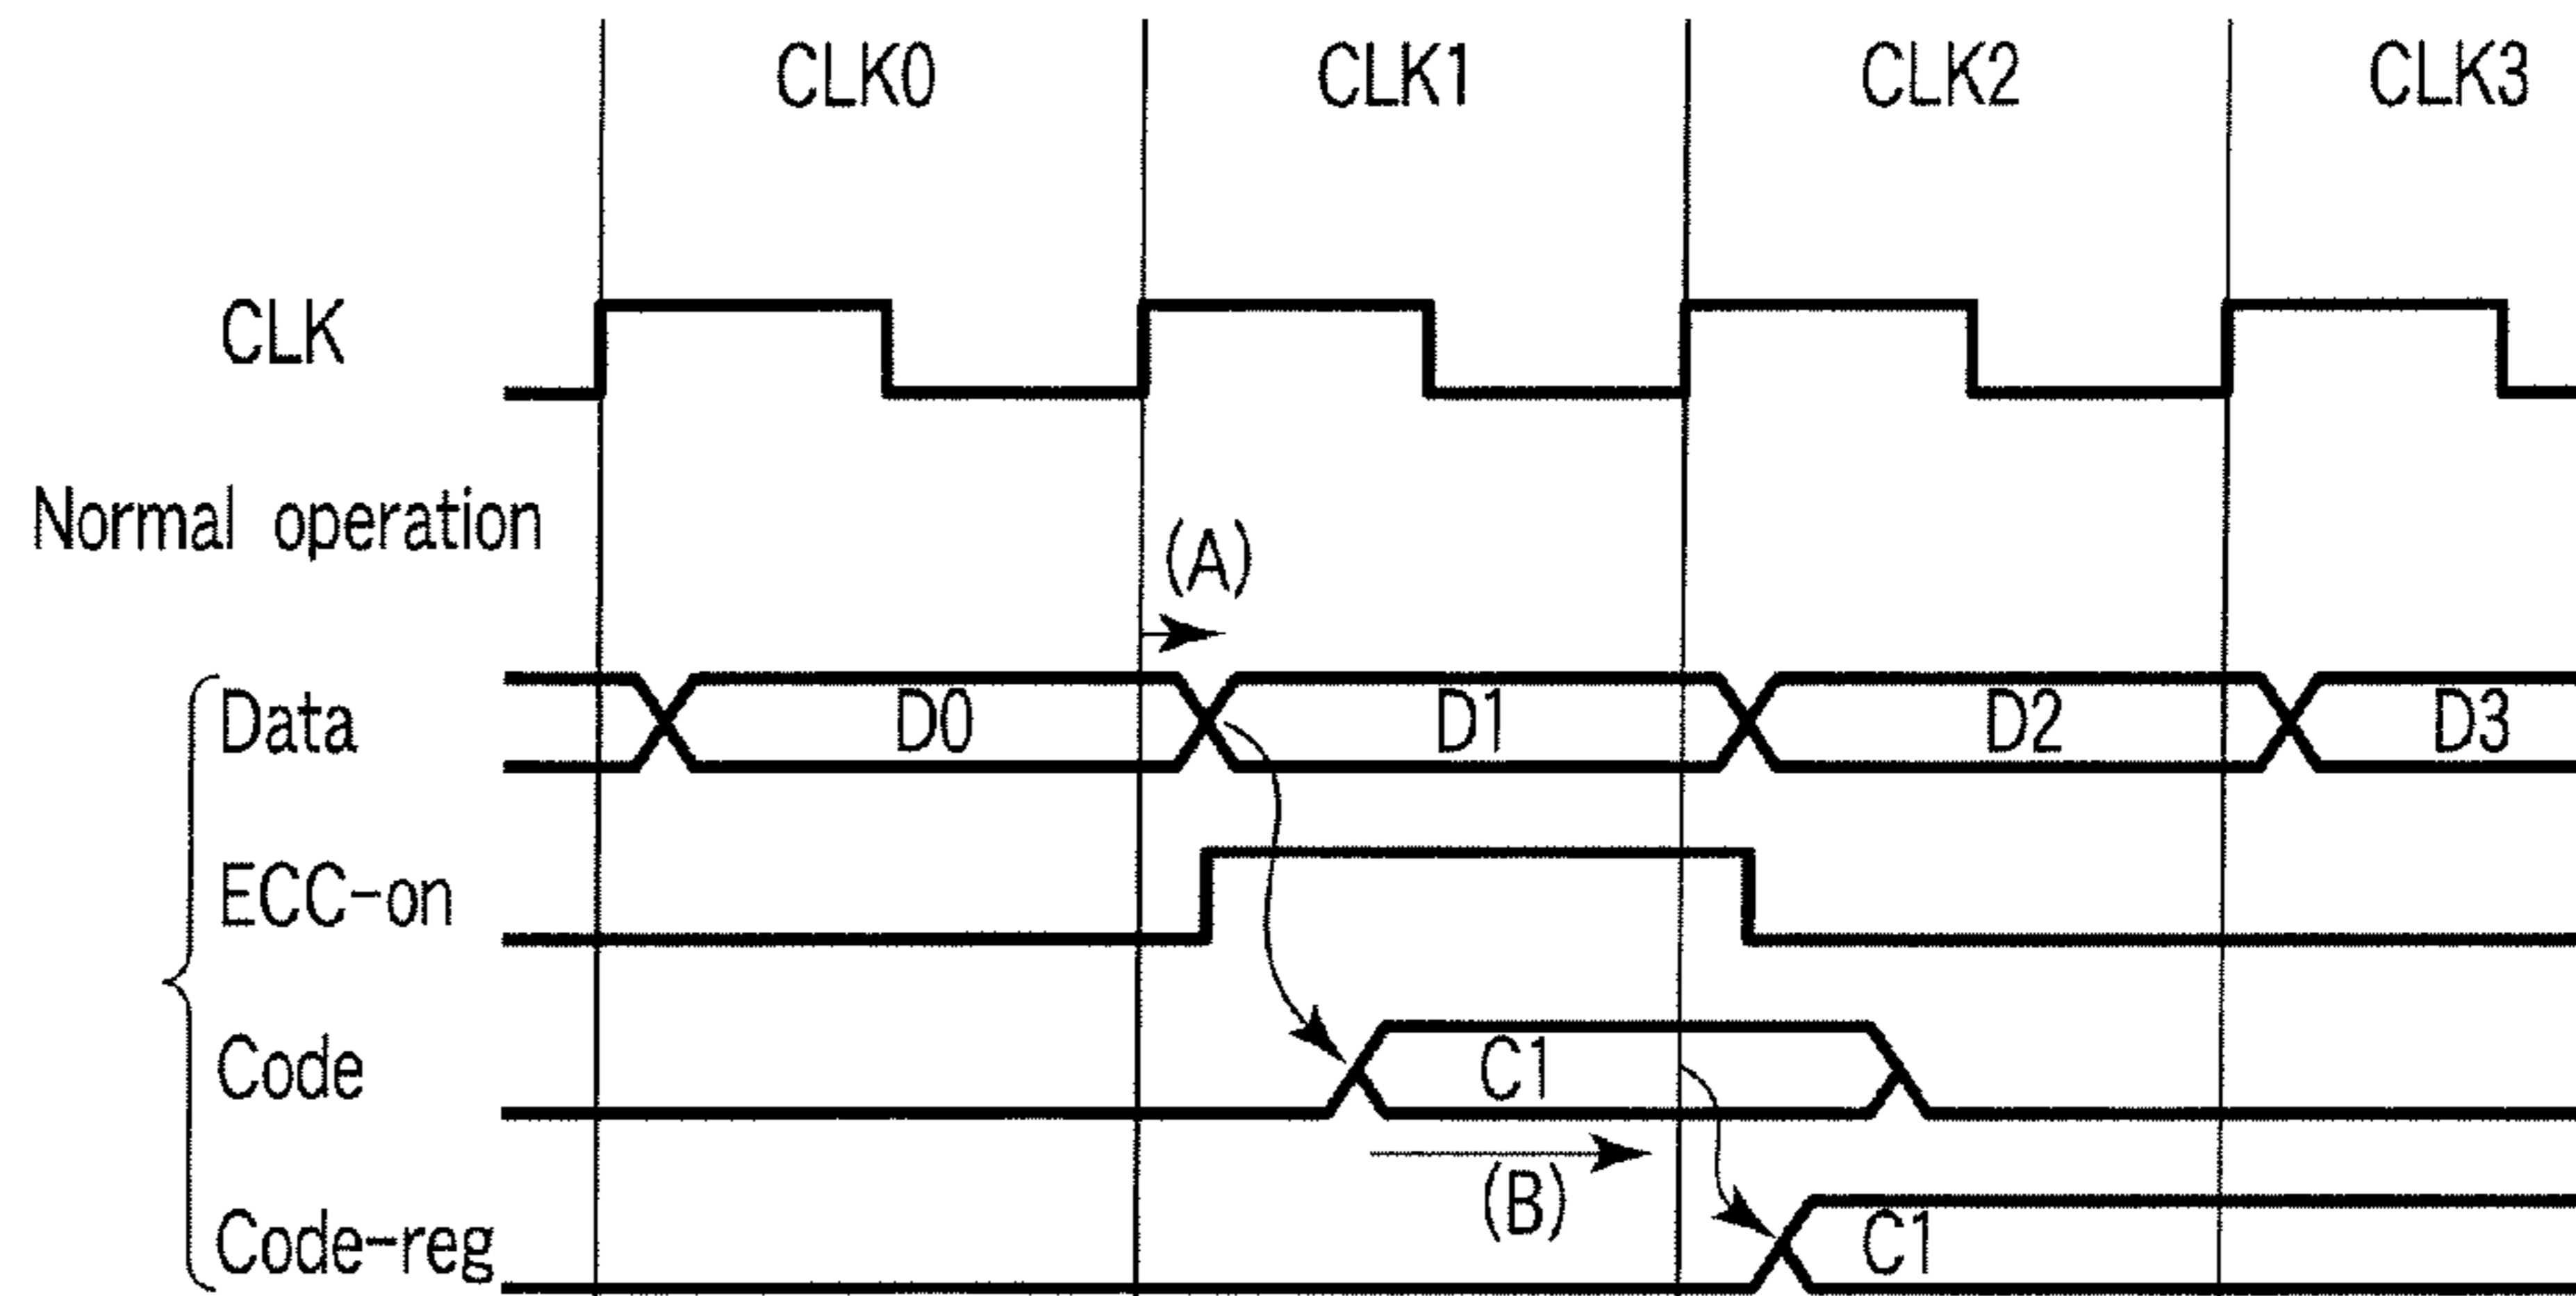 CLK0 CLK1 CLK2 CLK3
CLK
Normal operation
(A)
Data D0 D1 D2 D3
ECC-on
Code C1
(B)
Code-reg C1